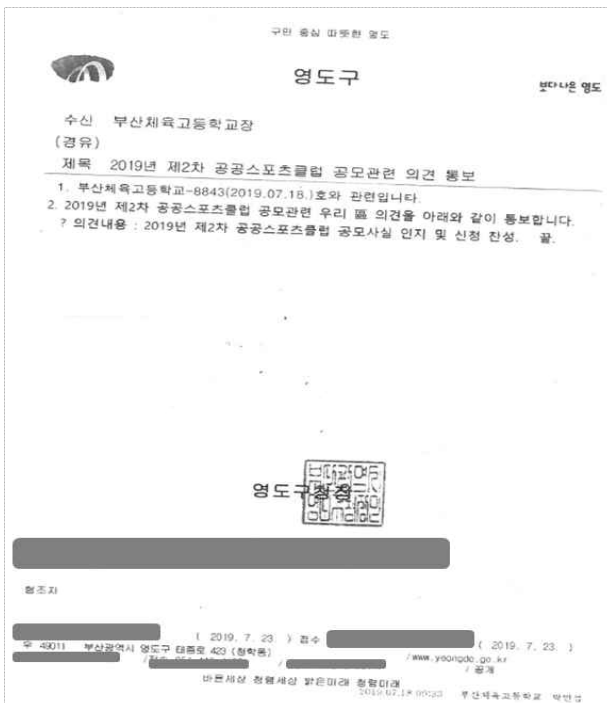 구민 중심 따뜻한 영도
영도구
보다나은 영도
수신 부산체육고등학교장
(경유)
제목 2019년 제2차 공공스포츠클럽 공모관련 의견 통보
1. 부산체육고등학교-8843(2019.07.18.)호와 관련입니다.
2. 2019년 제2차 공공스포츠클럽 공모관련 우리 區 의견을 아래와 같이 통보합니다.
? 의견내용 : 2019년 제2차 공공스포츠클럽 공모사실 인지 및 신청 찬성. 끝.
영도구청장
협조자
( 2019. 7. 23. ) 접수 ( 2019. 7. 23. )
우 49011 부산광역시 영도구 태종로 423 (청학동) /www.yeongdo.go.kr
/ / / 공개
바른세상 청렴세상 밝은미래 청렴미래
2019.07.18 부산체육고등학교